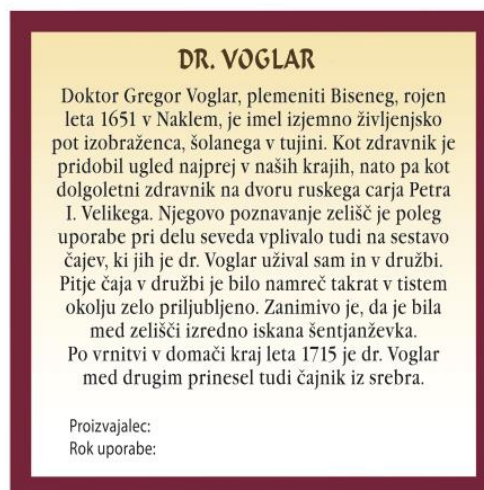 DR. VOGLAR
Doktor Gregor Voglar, plemeniti Biseneg, rojen
leta 1651 v Naklem, je imel izjemno življenjsko
pot izobraženca, šolanega v tujini. Kot zdravnik je
pridobil ugled najprej v naših krajih, nato pa kot
dolgoletni zdravnik na dvoru ruskega carja Petra
I. Velikega. Njegovo poznavanje zelišč je poleg
uporabe pri delu seveda vplivalo tudi na sestavo
čajev, ki jih je dr. Voglar užival sam in v družbi.
Pitje čaja v družbi je bilo namreč takrat v tistem
okolju zelo priljubljeno. Zanimivo je, da je bila
med zelišči izredno iskana šentjanževka.
Po vrnitvi v domači kraj leta 1715 je dr. Voglar
med drugim prinesel tudi čajnik iz srebra.
Proizvajalec:
Rok uporabe: